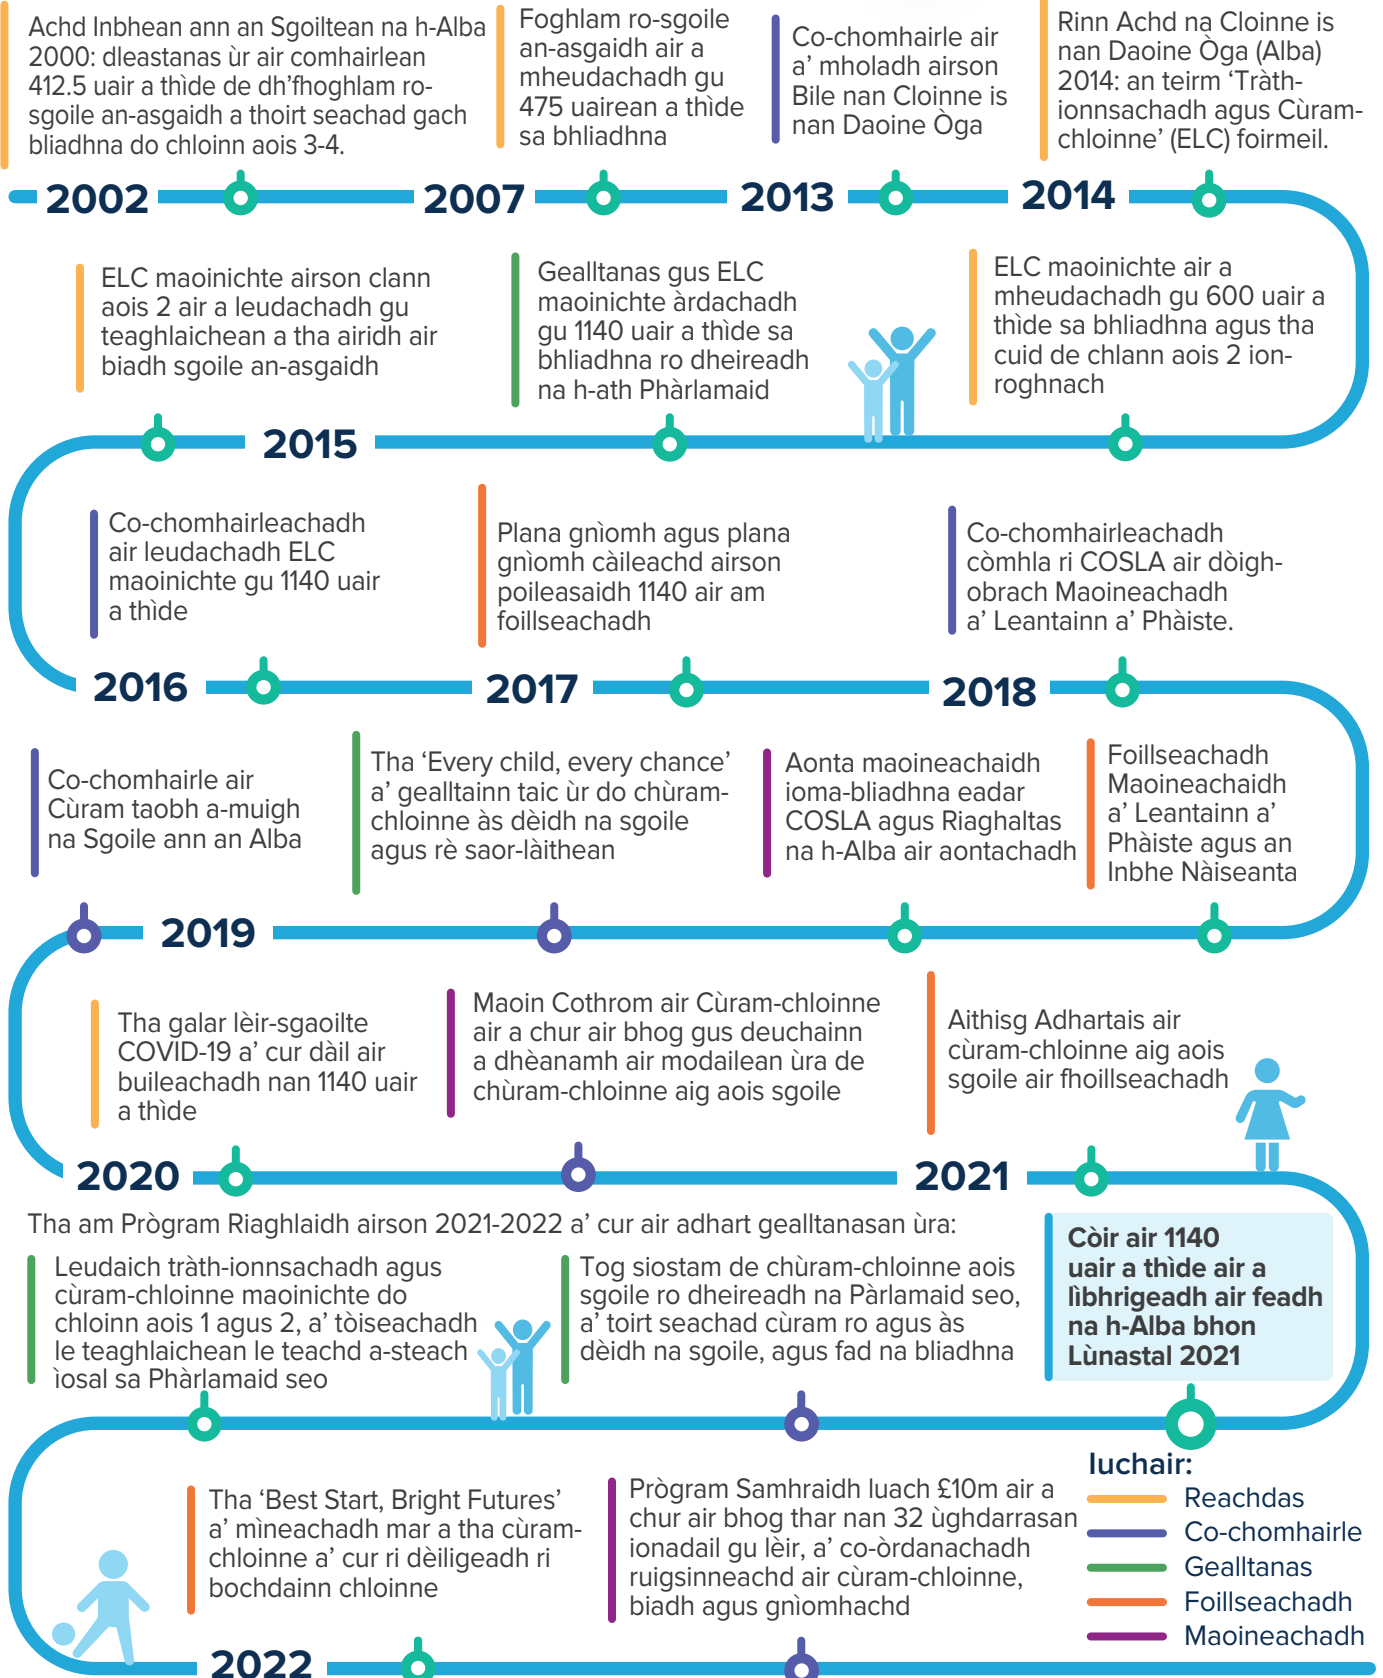 Achd Inbhean ann an Sgoiltean na h-Alba
2000: dleastanas ùr air comhairlean
412.5 uair a thìde de dh’fhoghlam ro-
sgoile an-asgaidh a thoirt seachad gach
bliadhna do chloinn aois 3-4.
Foghlam ro-sgoile
an-asgaidh air a
mheudachadh gu
475 uairean a thìde
sa bhliadhna
Co-chomhairle air
a’ mholadh airson
Bile nan Cloinne is
nan Daoine Òga
Rinn Achd na Cloinne is
nan Daoine Òga (Alba)
2014: an teirm ‘Tràth-
ionnsachadh agus Cùram-
chloinne’ (ELC) foirmeil.
2002
2007
2013
2014
ELC maoinichte airson clann
aois 2 air a leudachadh gu
teaghlaichean a tha airidh air
biadh sgoile an-asgaidh
Gealltanas gus ELC
maoinichte àrdachadh
gu 1140 uair a thìde sa
bhliadhna ro dheireadh
na h-ath Phàrlamaid
ELC maoinichte air a
mheudachadh gu 600 uair a
thìde sa bhliadhna agus tha
cuid de chlann aois 2 ion-
roghnach
2015
Co-chomhairleachadh
air leudachadh ELC
maoinichte gu 1140 uair
a thìde
Plana gnìomh agus plana
gnìomh càileachd airson
poileasaidh 1140 air am
foillseachadh
Co-chomhairleachadh
còmhla ri COSLA air dòigh-
obrach Maoineachadh
a’ Leantainn a’ Phàiste.
2016
2017
2018
Co-chomhairle air
Cùram taobh a-muigh
na Sgoile ann an Alba
Tha ‘Every child, every chance’
a’ gealltainn taic ùr do chùram-
chloinne às dèidh na sgoile
agus rè saor-làithean
Aonta maoineachaidh
ioma-bliadhna eadar
COSLA agus Riaghaltas
na h-Alba air aontachadh
Foillseachadh
Maoineachaidh
a’ Leantainn a’
Phàiste agus an
Inbhe Nàiseanta
2019
Tha galar lèir-sgaoilte
COVID-19 a’ cur dàil air
buileachadh nan 1140 uair
a thìde
Maoin Cothrom air Cùram-chloinne
air a chur air bhog gus deuchainn
a dhèanamh air modailean ùra de
chùram-chloinne aig aois sgoile
Aithisg Adhartais air
cùram-chloinne aig aois
sgoile air fhoillseachadh
2020
2021
Tha am Prògram Riaghlaidh airson 2021-2022 a’ cur air adhart gealltanasan ùra:
Leudaich tràth-ionnsachadh agus
cùram-chloinne maoinichte do
chloinn aois 1 agus 2, a’ tòiseachadh
le teaghlaichean le teachd a-steach
ìosal sa Phàrlamaid seo
Tog siostam de chùram-chloinne aois
sgoile ro dheireadh na Pàrlamaid seo,
a’ toirt seachad cùram ro agus às
dèidh na sgoile, agus fad na bliadhna
Còir air 1140
uair a thìde air a
lìbhrigeadh air feadh
na h-Alba bhon
Lùnastal 2021
Tha ‘Best Start, Bright Futures’
a’ mìneachadh mar a tha cùram-
chloinne a’ cur ri dèiligeadh ri
bochdainn chloinne
Prògram Samhraidh luach £10m air a
chur air bhog thar nan 32 ùghdarrasan
ionadail gu lèir, a’ co-òrdanachadh
ruigsinneachd air cùram-chloinne,
biadh agus gnìomhachd
Iuchair:
Reachdas
Co-chomhairle
Gealltanas
Foillseachadh
Maoineachadh
2022